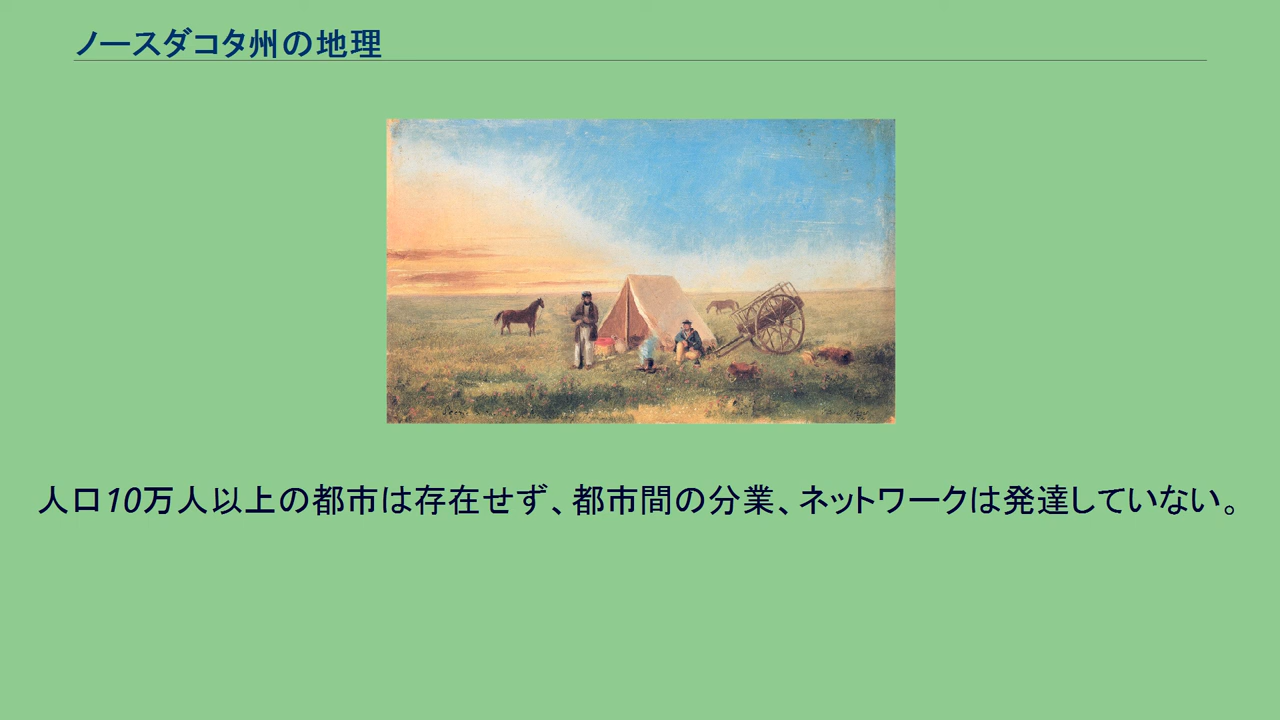 ノースダコタ州の地理
人口10万人以上の都市は存在せず、都市間の分業、ネットワークは発達していない。